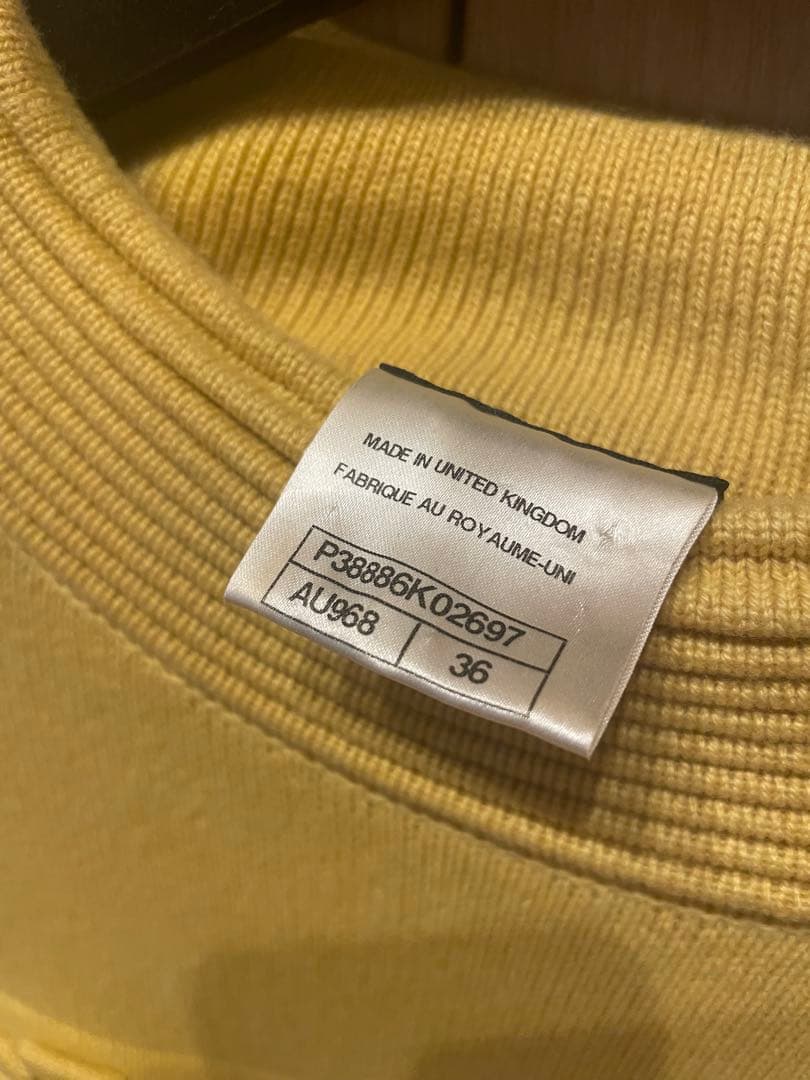 MADE IN UNITED KINGDOM
FABRIQUE AU ROYAUME-UNI
P38886K02697
AU968 36